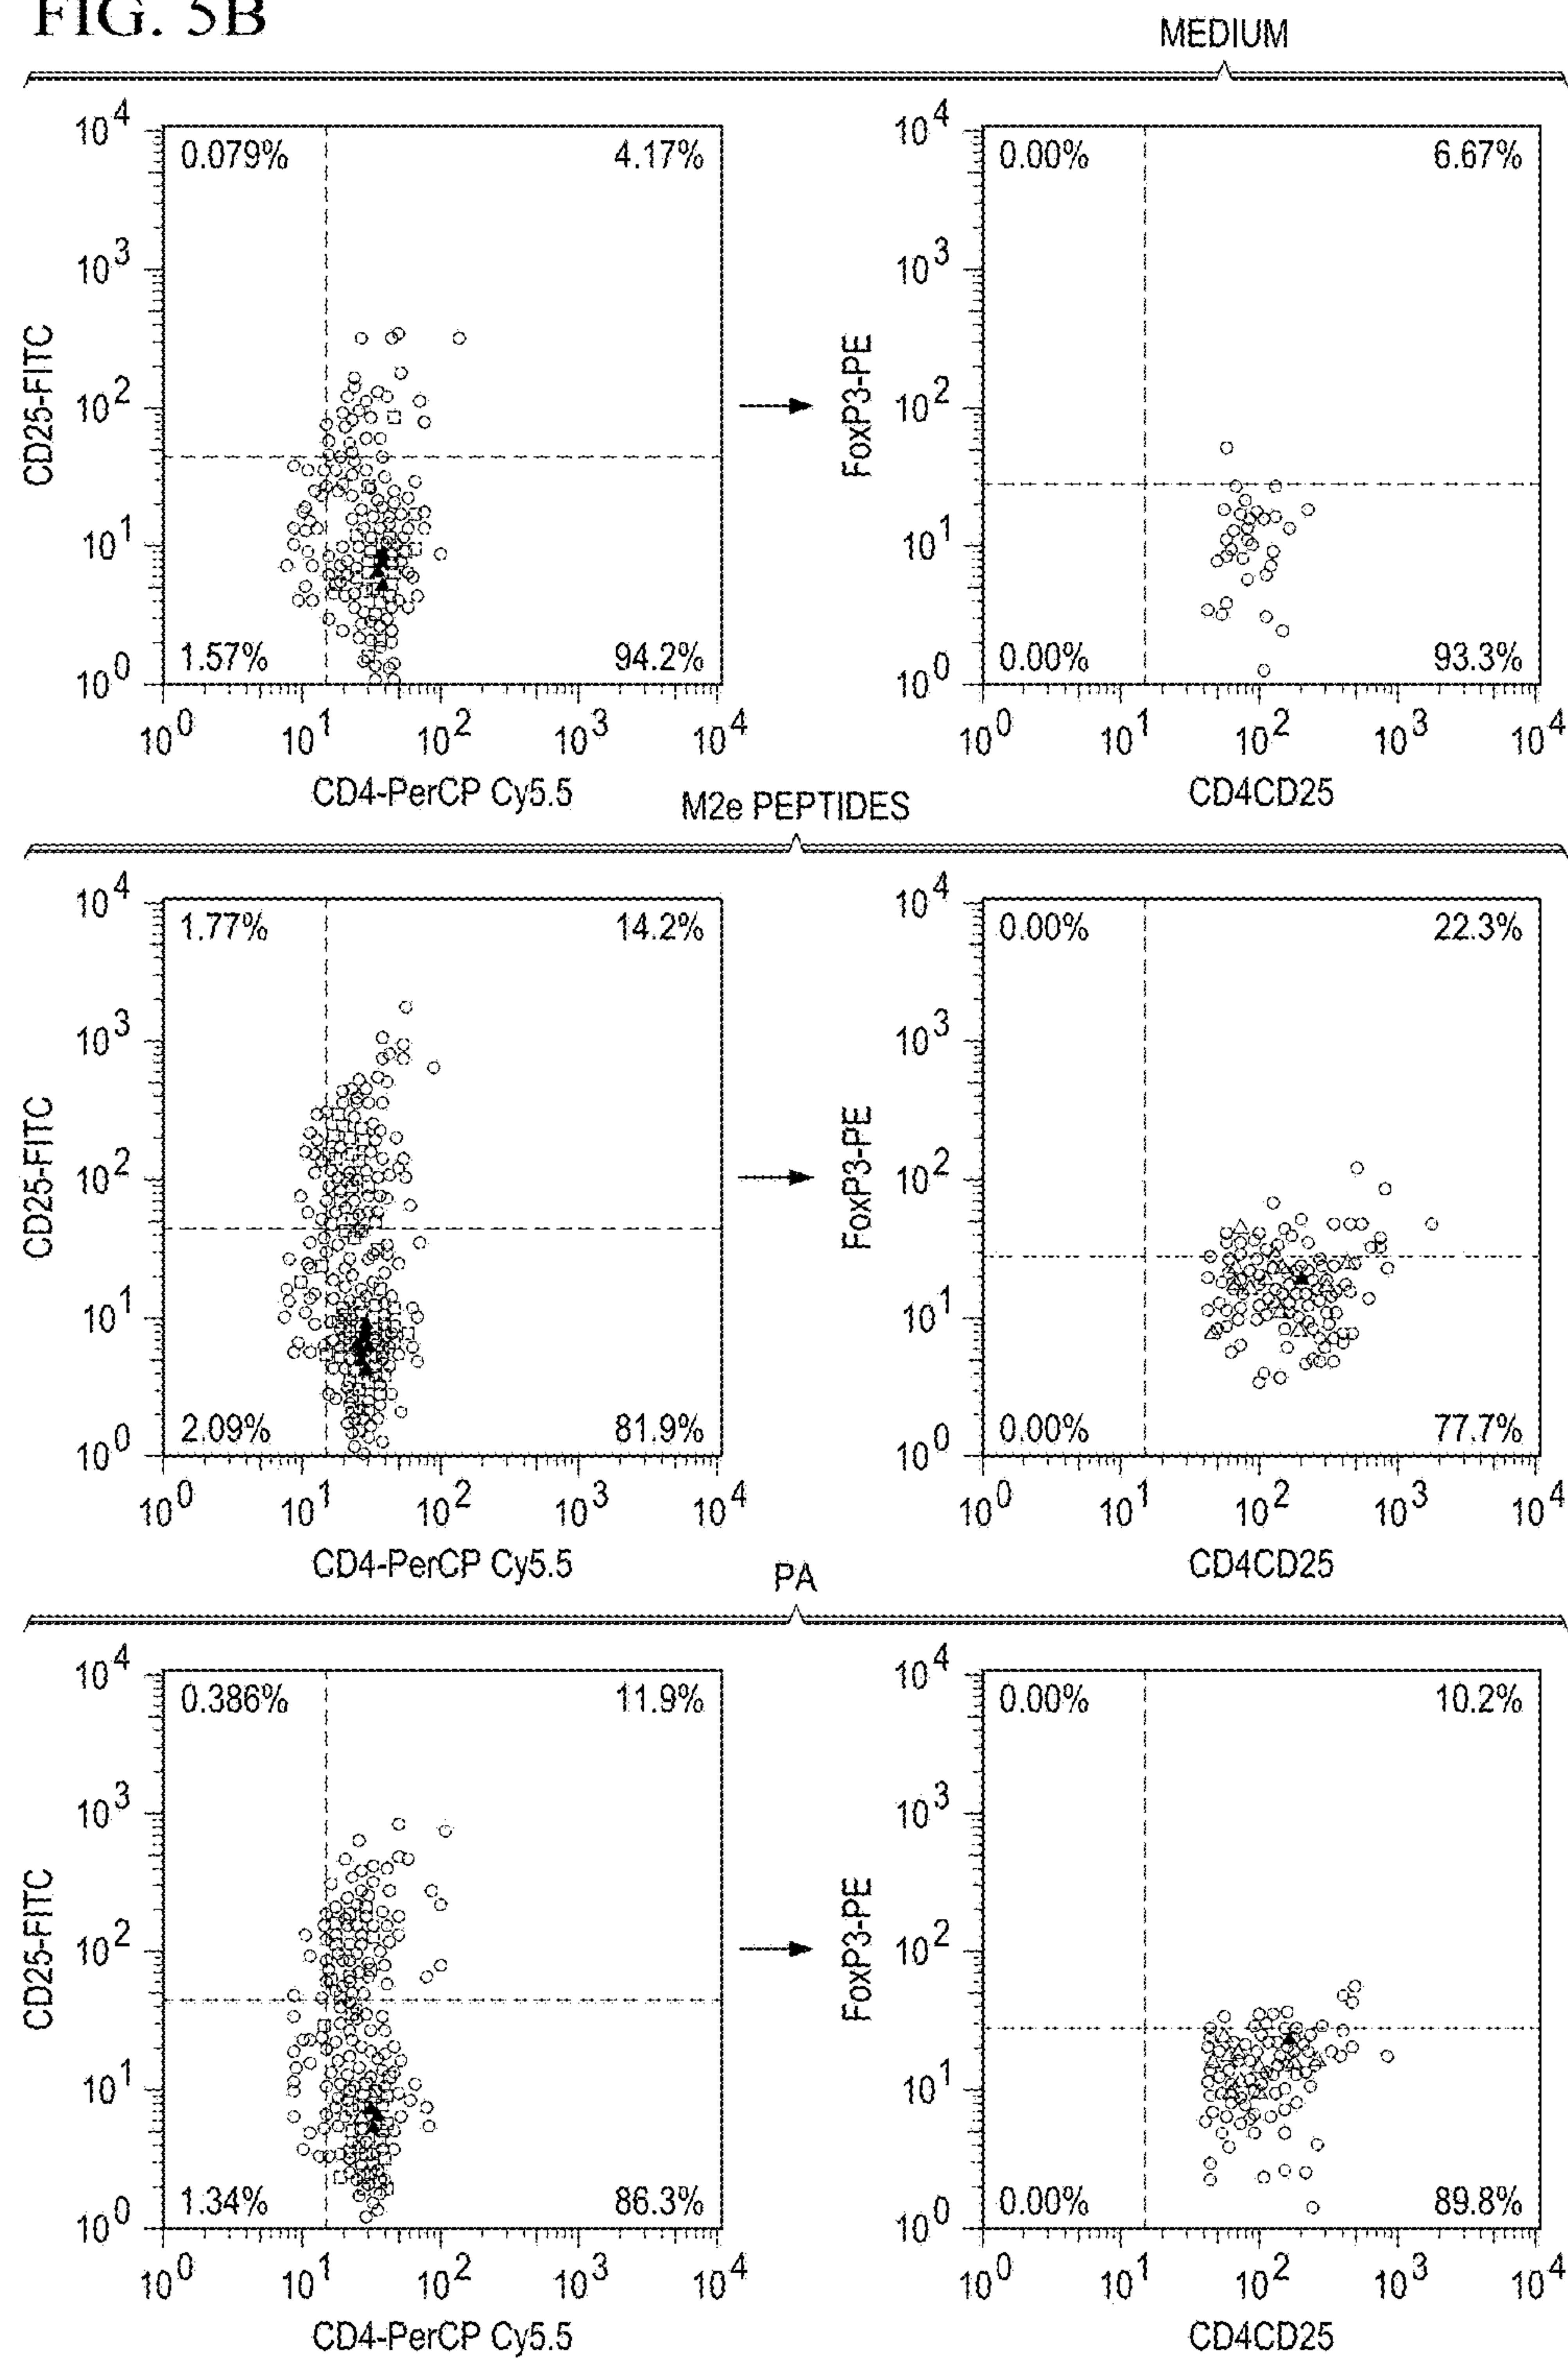 FIG. 5B
MEDIUM
10^4
0.079% 4.17%
10^3
CD25-FITC
10^2
10^1
1.57% 94.2%
10^0
10^0 10^1 10^2 10^3 10^4
CD4-PerCP Cy5.5
10^4
0.00% 6.67%
10^3
FoxP3-PE
10^2
10^1
0.00% 93.3%
10^0
10^0 10^1 10^2 10^3 10^4
CD4CD25
M2e PEPTIDES
10^4
1.77% 14.2%
10^3
CD25-FITC
10^2
10^1
2.09% 81.9%
10^0
10^0 10^1 10^2 10^3 10^4
CD4-PerCP Cy5.5
10^4
0.00% 22.3%
10^3
FoxP3-PE
10^2
10^1
0.00% 77.7%
10^0
10^0 10^1 10^2 10^3 10^4
CD4CD25
PA
10^4
0.386% 11.9%
10^3
CD25-FITC
10^2
10^1
1.34% 86.3%
10^0
10^0 10^1 10^2 10^3 10^4
CD4-PerCP Cy5.5
10^4
0.00% 10.2%
10^3
FoxP3-PE
10^2
10^1
0.00% 89.8%
10^0
10^0 10^1 10^2 10^3 10^4
CD4CD25